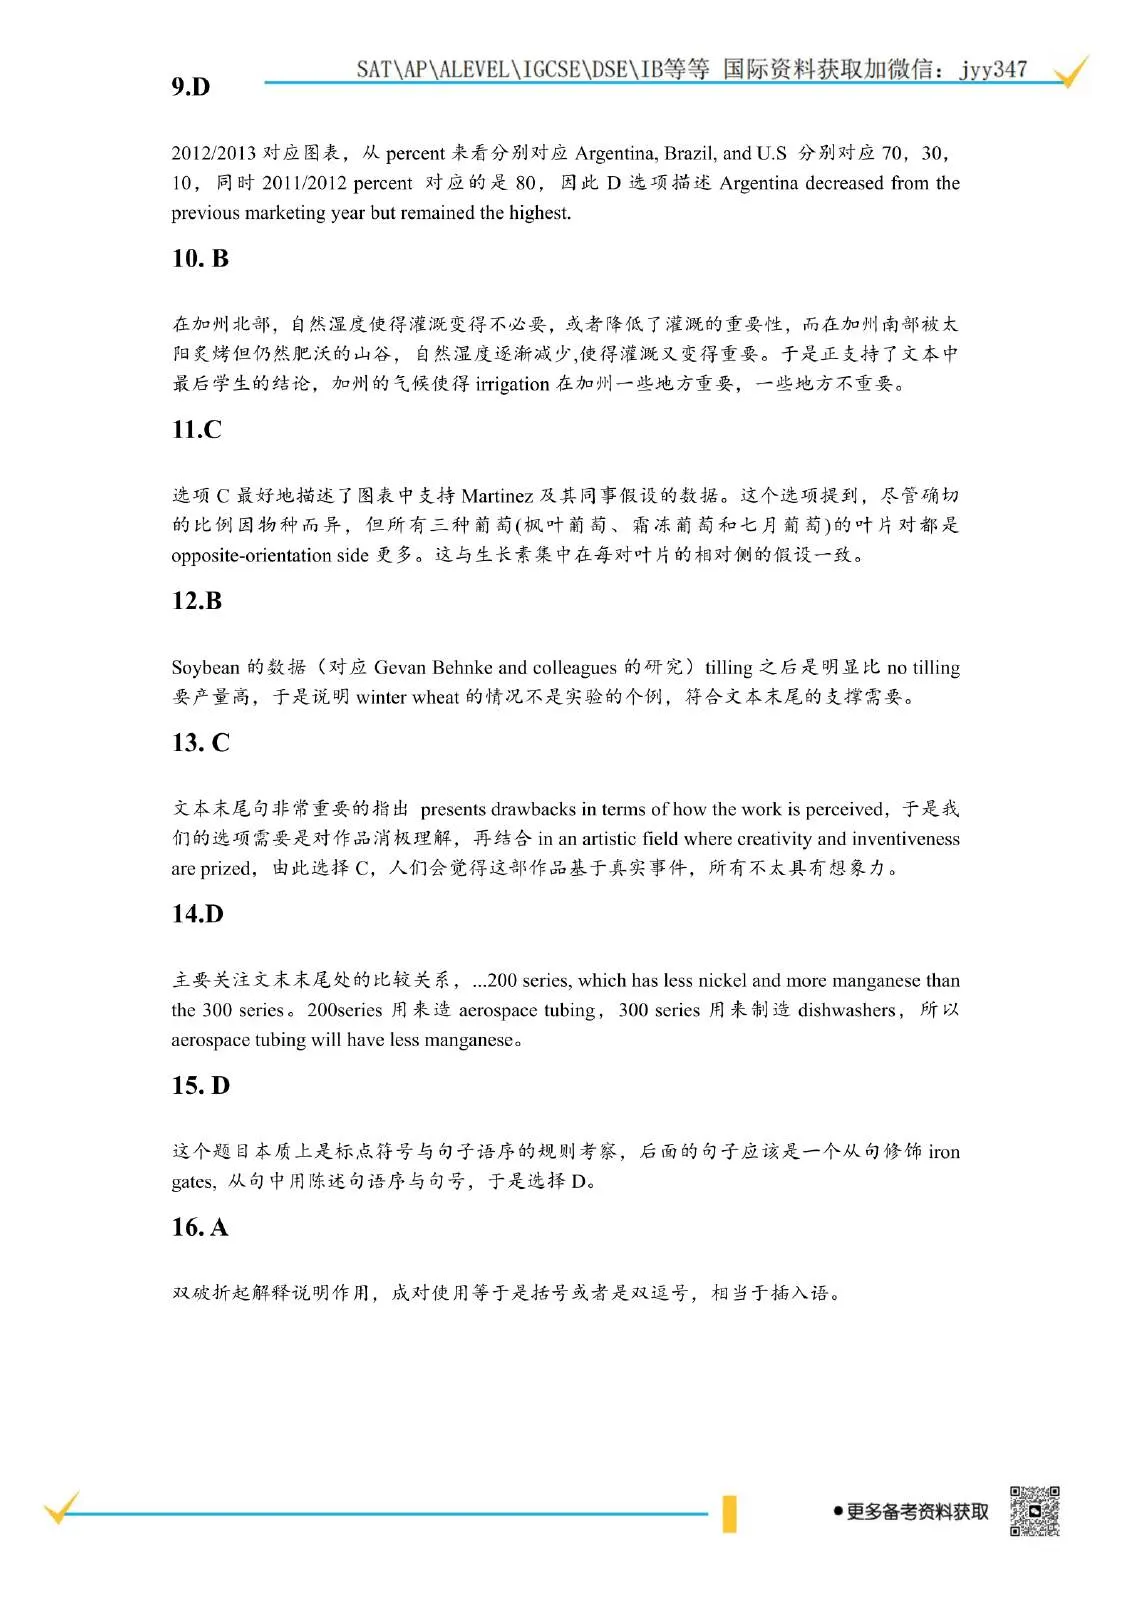 SAT\AP\ALEVEL\IGCSE\DSE\IB等等 国际资料获取加微信：jyy347
9.D
2012/2013 对应图表，从 percent 来看分别对应 Argentina, Brazil, and U.S 分别对应 70，30，
10，同时 2011/2012 percent 对应的是 80，因此 D 选项描述 Argentina decreased from the
previous marketing year but remained the highest.
10. B
在加州北部，自然湿度使得灌溉变得不必要，或者降低了灌溉的重要性，而在加州南部被太
阳炙烤但仍然肥沃的山谷，自然湿度逐渐减少,使得灌溉又变得重要。于是正支持了文本中
最后学生的结论，加州的气候使得 irrigation 在加州一些地方重要，一些地方不重要。
11.C
选项 C 最好地描述了图表中支持 Martinez 及其同事假设的数据。这个选项提到，尽管确切
的比例因物种而异，但所有三种葡萄(枫叶葡萄、霜冻葡萄和七月葡萄)的叶片对都是
opposite-orientation side 更多。这与生长素集中在每对叶片的相对侧的假设一致。
12.B
Soybean 的数据（对应 Gevan Behnke and colleagues 的研究）tilling 之后是明显比 no tilling
要产量高，于是说明 winter wheat 的情况不是实验的个例，符合文本末尾的支撑需要。
13. C
文本末尾句非常重要的指出 presents drawbacks in terms of how the work is perceived，于是我
们的选项需要是对作品消极理解，再结合 in an artistic field where creativity and inventiveness
are prized，由此选择 C，人们会觉得这部作品基于真实事件，所有不太具有想象力。
14.D
主要关注文末末尾处的比较关系，...200 series, which has less nickel and more manganese than
the 300 series。200series 用来造 aerospace tubing，300 series 用来制造 dishwashers，所以
aerospace tubing will have less manganese。
15. D
这个题目本质上是标点符号与句子语序的规则考察，后面的句子应该是一个从句修饰 iron
gates, 从句中用陈述句语序与句号，于是选择 D。
16. A
双破折起解释说明作用，成对使用等于是括号或者是双逗号，相当于插入语。
●更多备考资料获取